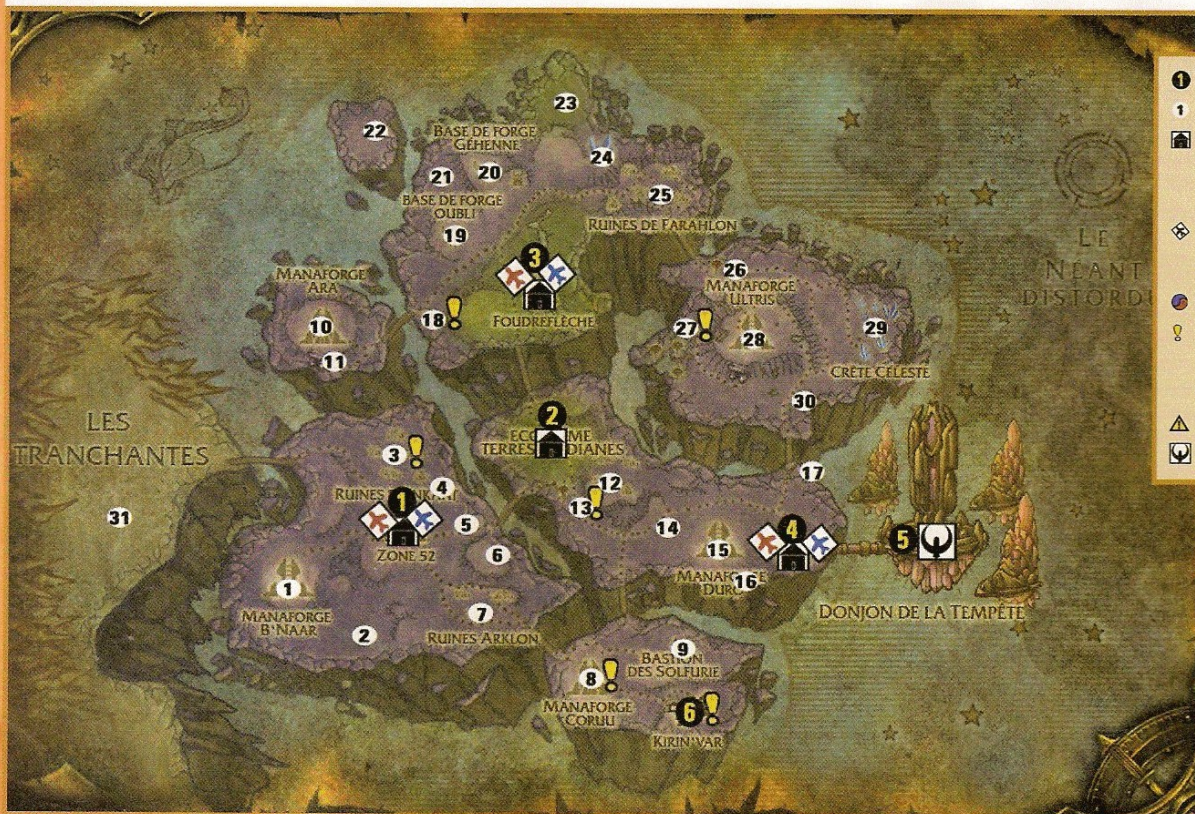 1
1
23
22
BASE DE FORGE
GÉHENNE
24
21
20
BASE DE FORGE
OUBLI
25
RUINES DE FARAHLON
19
LE
NÉANT
3
26
MANAFORGE
ARA
MANAFORGE
ULTRIS
DISTORDU
18
!
FOUDREFLÈCHE
10
27
!
28
29
11
CRÊTE CÉLESTE
30
LES
TRANCHANTES
2
TERRES
3
!
17
4
12
RUINES
1
13
!
31
5
14
4
ZONE 52
6
15
5
1
16
MANAFORGE
B'NAAR
7
DONJON DE LA TEMPÊTE
2
RUINES ARKLON
9
BASTION
DES SOLFURIE
8
!
MANAFORGE
CORUU
6
!
KIRIN'VAR